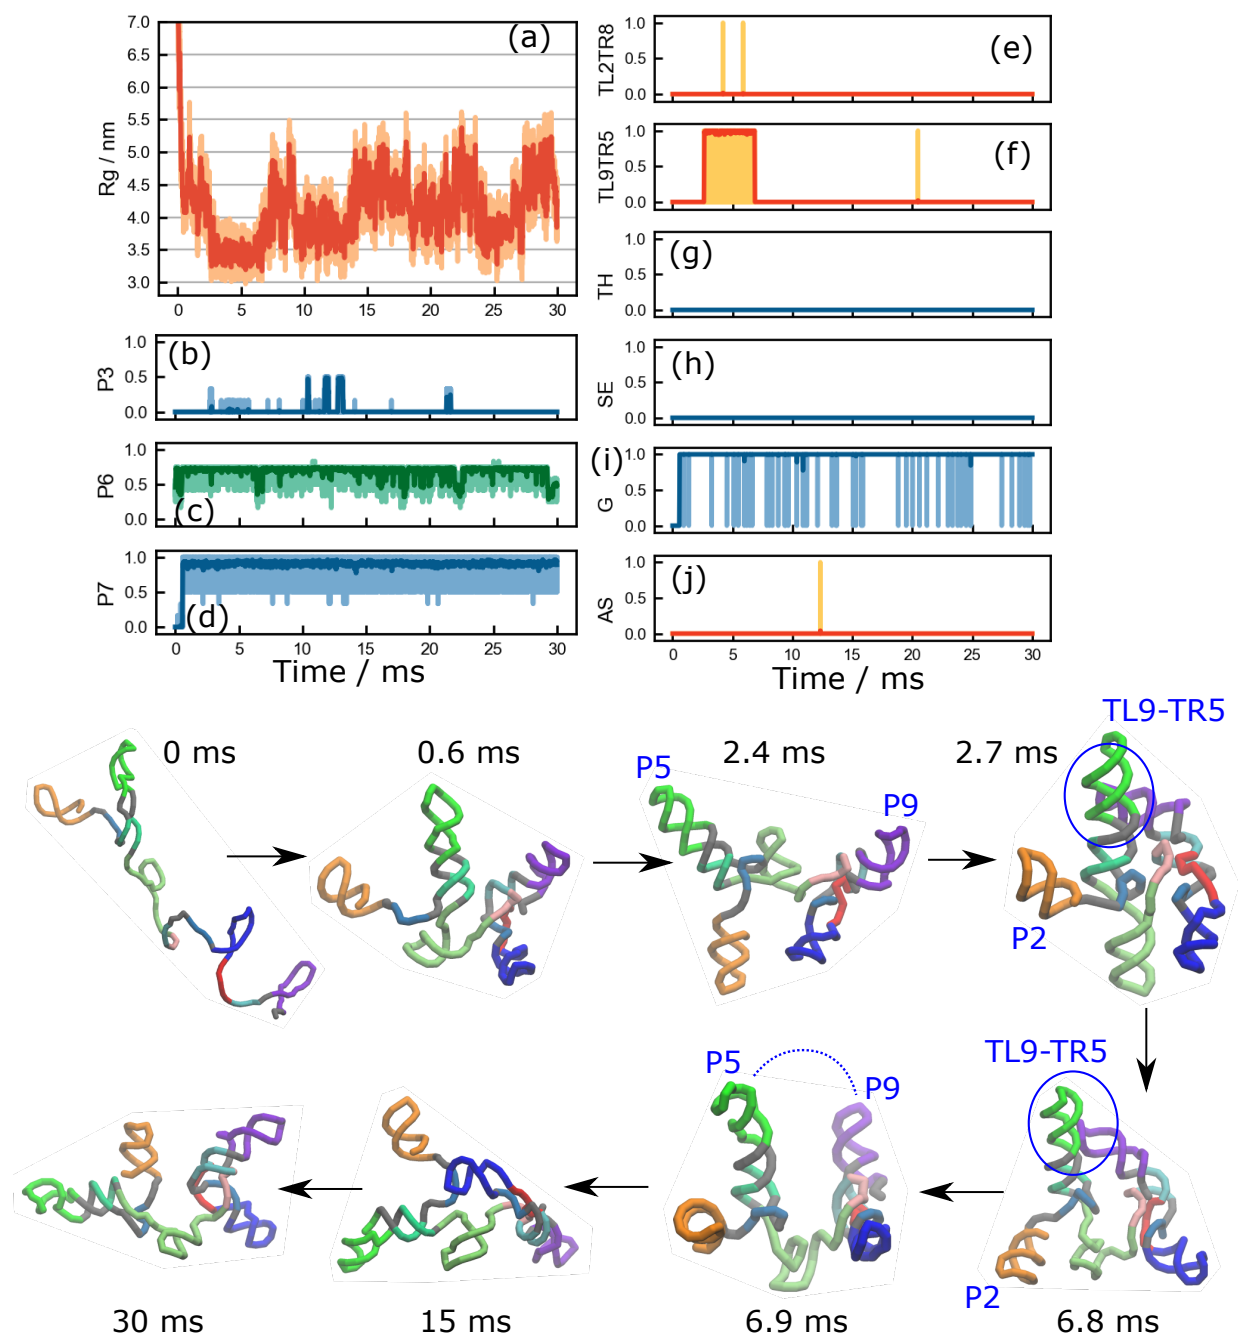 (a)
Rg / nm
7.0
6.5
6.0
5.5
5.0
4.5
4.0
3.5
3.0
0 5 10 15 20 25 30
(b)
P3
1.0
0.5
0.0
P6
1.0
0.5
0.0
(c)
P7
1.0
0.5
0.0
(d)
0 5 10 15 20 25 30
Time / ms
(e)
TL2TR8
1.0
0.5
0.0
(f)
TL9TR5
1.0
0.5
0.0
(g)
TH
1.0
0.5
0.0
(h)
SE
1.0
0.5
0.0
(i)
G
1.0
0.5
0.0
(j)
AS
1.0
0.5
0.0
0 5 10 15 20 25 30
Time / ms
0 ms
0.6 ms
2.4 ms
P5
P9
2.7 ms
TL9-TR5
P2
TL9-TR5
P2
6.8 ms
P5
P9
6.9 ms
15 ms
30 ms